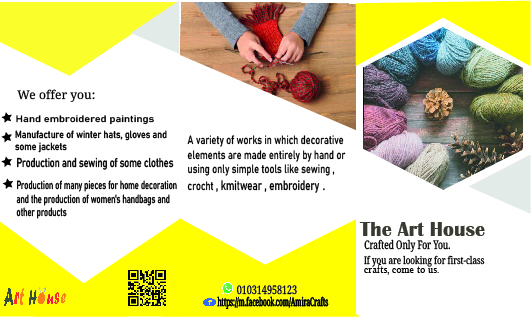 We offer you:
Hand embroidered paintings
Manufacture of winter hats, gloves and
some jackets
Production and sewing of some clothes
Production of many pieces for home decoration
and the production of women's handbags and
other products
Art House
A variety of works in which decorative
elements are made entirely by hand or
using only simple tools like sewing ,
crocht , kmitwear , embroidery .
010314958123
https://m.facebook.com/AmiraCrafts
The Art House
Crafted Only For You.
If you are looking for first-class
crafts, come to us.